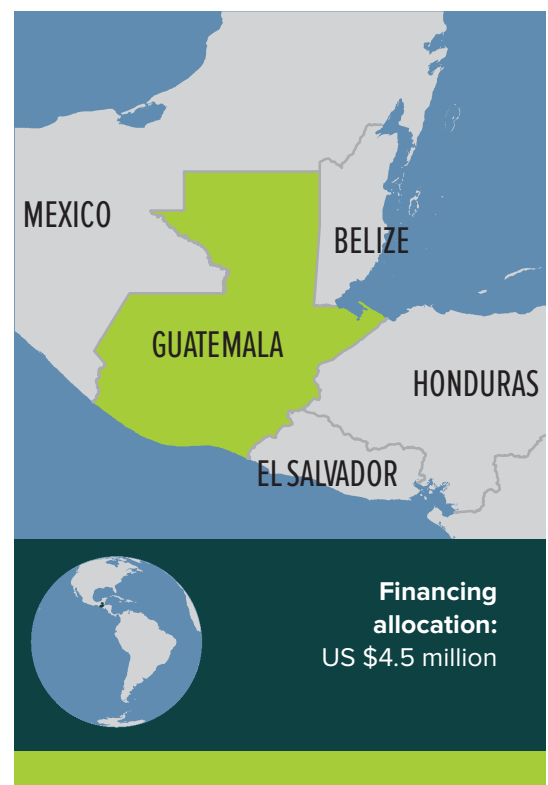 MEXICO
BELIZE
GUATEMALA
HONDURAS
EL SALVADOR
Financing
allocation:
US $4.5 million